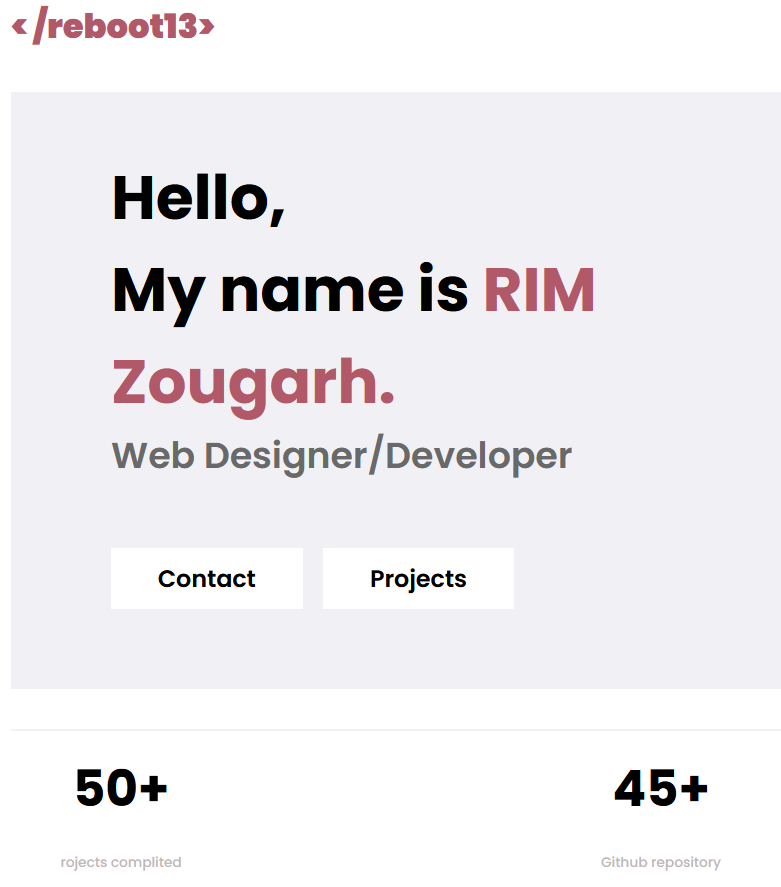 </reboot13>
Hello,
My name is RIM
Zougarh.
Web Designer/Developer
Contact Projects
50+ 45+
rojects complited Github repository